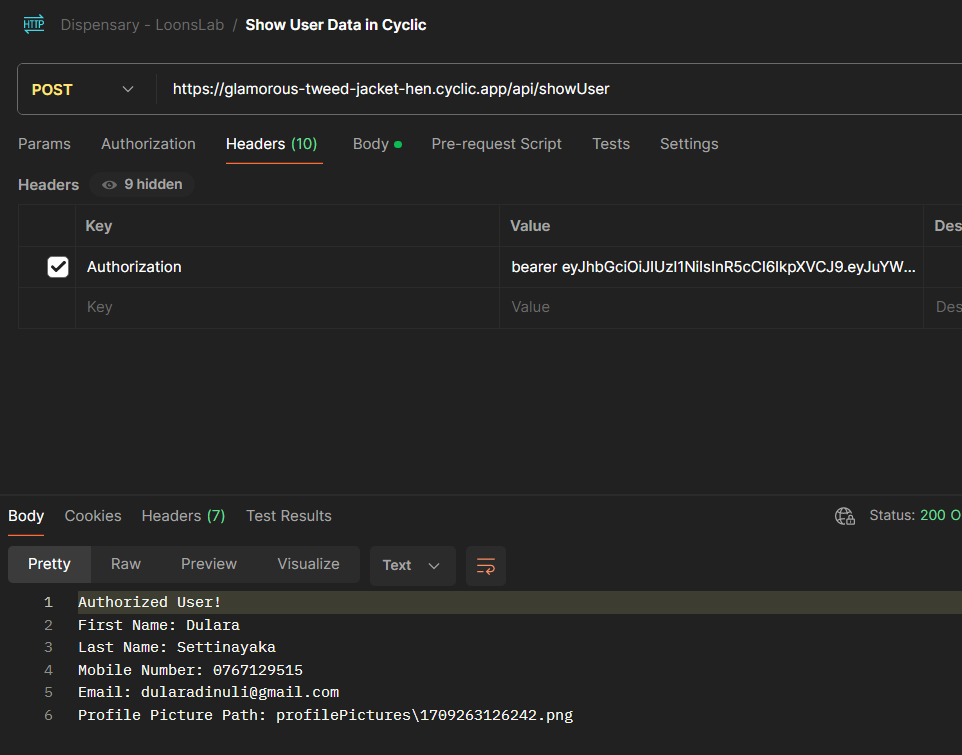 HTTP Dispensary - LoonsLab / Show User Data in Cyclic
POST https://glamorous-tweed-jacket-hen.cyclic.app/api/showUser
Params Authorization Headers (10) Body Pre-request Script Tests Settings
Headers 9 hidden
Key Value Des
Authorization bearer eyJhbGciOiJIUzI1NiIsInR5cCI6IkpXVCJ9.eyJuYW...
Key Value Des
Body Cookies Headers (7) Test Results Status: 200 O
Pretty Raw Preview Visualize Text
1 Authorized User!
2 First Name: Dulara
3 Last Name: Settinayaka
4 Mobile Number: 0767129515
5 Email: dularadinuli@gmail.com
6 Profile Picture Path: profilePictures\1709263126242.png